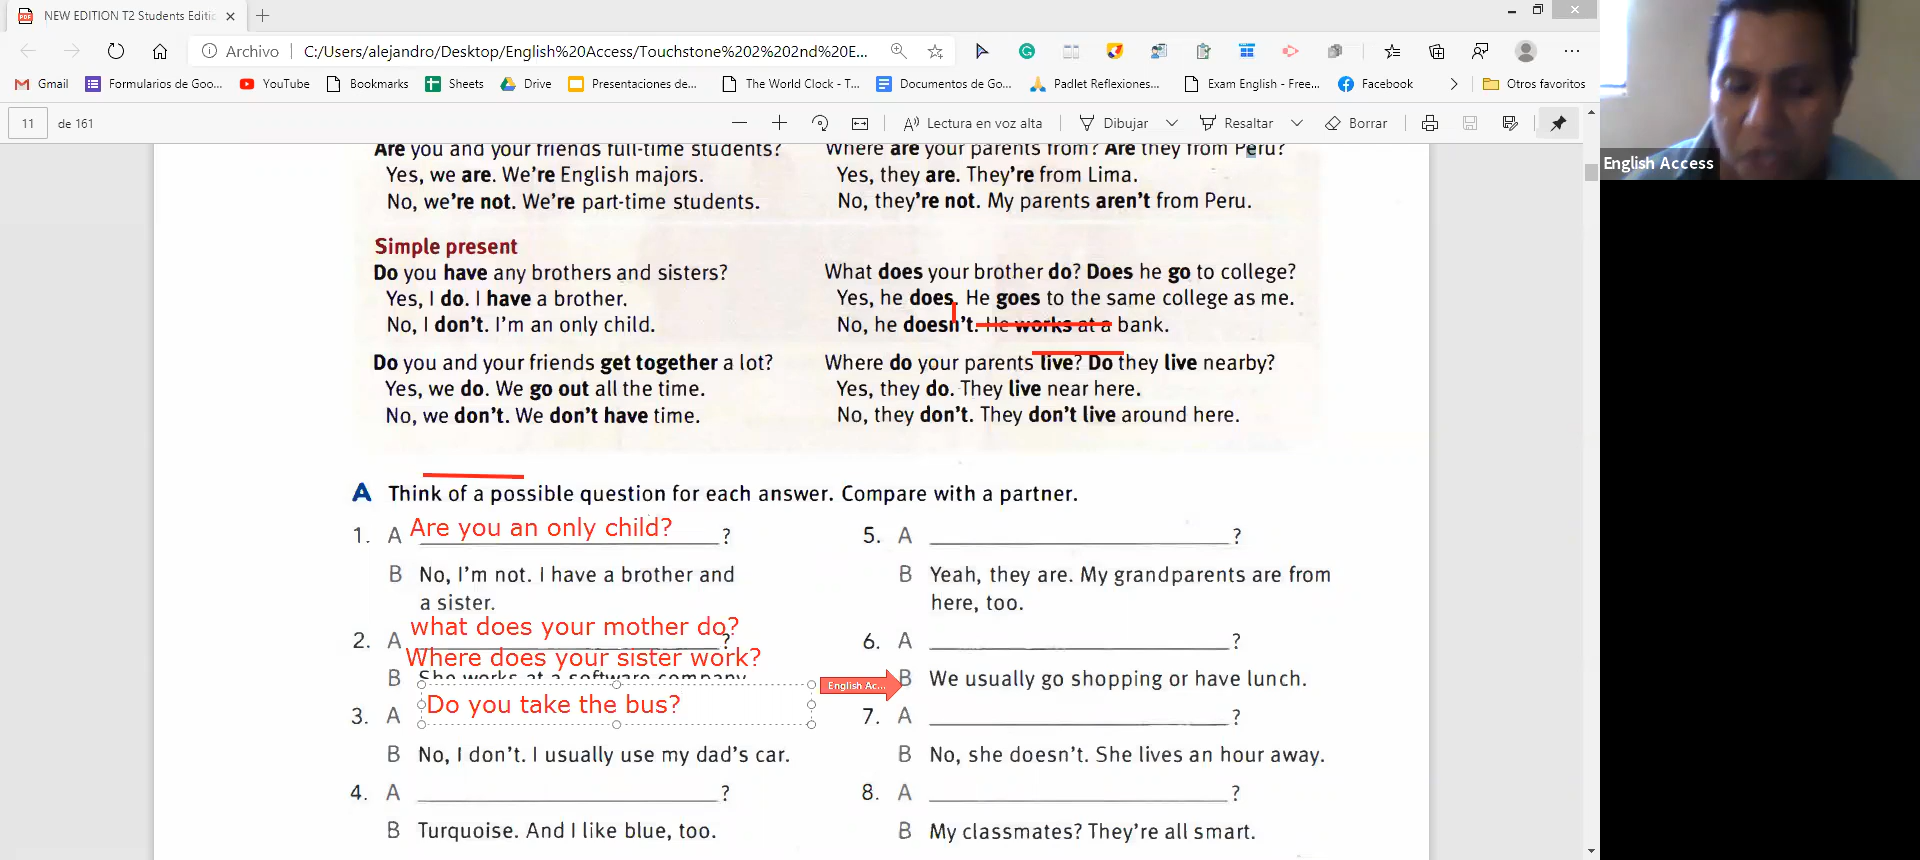 NEW EDITION T2 Students Editic
Archivo C:/Users/alejandro/Desktop/English%20Access/Touchstone%202%202nd%20E...
Gmail Formularios de Goo... YouTube Bookmarks Sheets Drive Presentaciones de... The World Clock - T... Documentos de Go... Padlet Reflexiones... Exam English - Free... Facebook Otros favoritos
11 de 161 Lectura en voz alta Dibujar Resaltar Borrar
English Access
Are you and your friends full-time students?
Yes, we are. We're English majors.
No, we're not. We're part-time students.
Where are your parents from? Are they from Peru?
Yes, they are. They're from Lima.
No, they're not. My parents aren't from Peru.
Simple present
Do you have any brothers and sisters?
Yes, I do. I have a brother.
No, I don't. I'm an only child.
What does your brother do? Does he go to college?
Yes, he does. He goes to the same college as me.
No, he doesn't. He works at a bank.
Do you and your friends get together a lot?
Yes, we do. We go out all the time.
No, we don't. We don't have time.
Where do your parents live? Do they live nearby?
Yes, they do. They live near here.
No, they don't. They don't live around here.
A Think of a possible question for each answer. Compare with a partner.
1. A Are you an only child? ?
B No, I'm not. I have a brother and
a sister.
2. A what does your mother do? ?
Where does your sister work?
B She works at a software company.
3. A Do you take the bus?
B No, I don't. I usually use my dad's car.
4. A ?
B Turquoise. And I like blue, too.
5. A ?
B Yeah, they are. My grandparents are from
here, too.
6. A ?
English Ac...
B We usually go shopping or have lunch.
7. A ?
B No, she doesn't. She lives an hour away.
8. A ?
B My classmates? They're all smart.